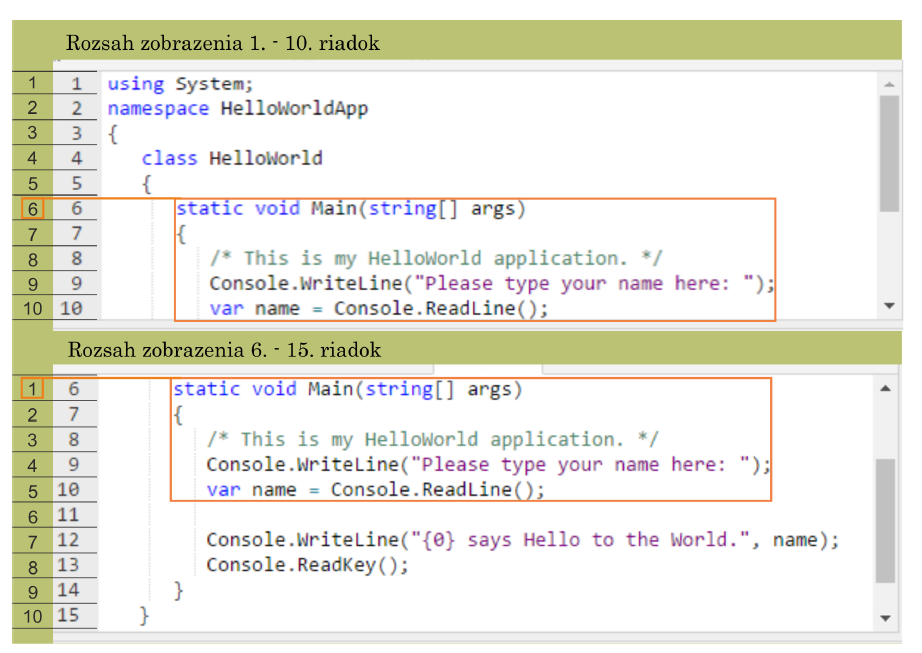 Rozsah zobrazenia 1. - 10. riadok
1 1 using System;
2 2 namespace HelloWorldApp
3 3 {
4 4 class HelloWorld
5 5 {
6 6 static void Main(string[] args)
7 7 {
8 8 /* This is my HelloWorld application. */
9 9 Console.WriteLine("Please type your name here: ");
10 10 var name = Console.ReadLine();
Rozsah zobrazenia 6. - 15. riadok
1 6 static void Main(string[] args)
2 7 {
3 8 /* This is my HelloWorld application. */
4 9 Console.WriteLine("Please type your name here: ");
5 10 var name = Console.ReadLine();
6 11
7 12 Console.WriteLine("{0} says Hello to the World.", name);
8 13 Console.ReadKey();
9 14 }
10 15 }